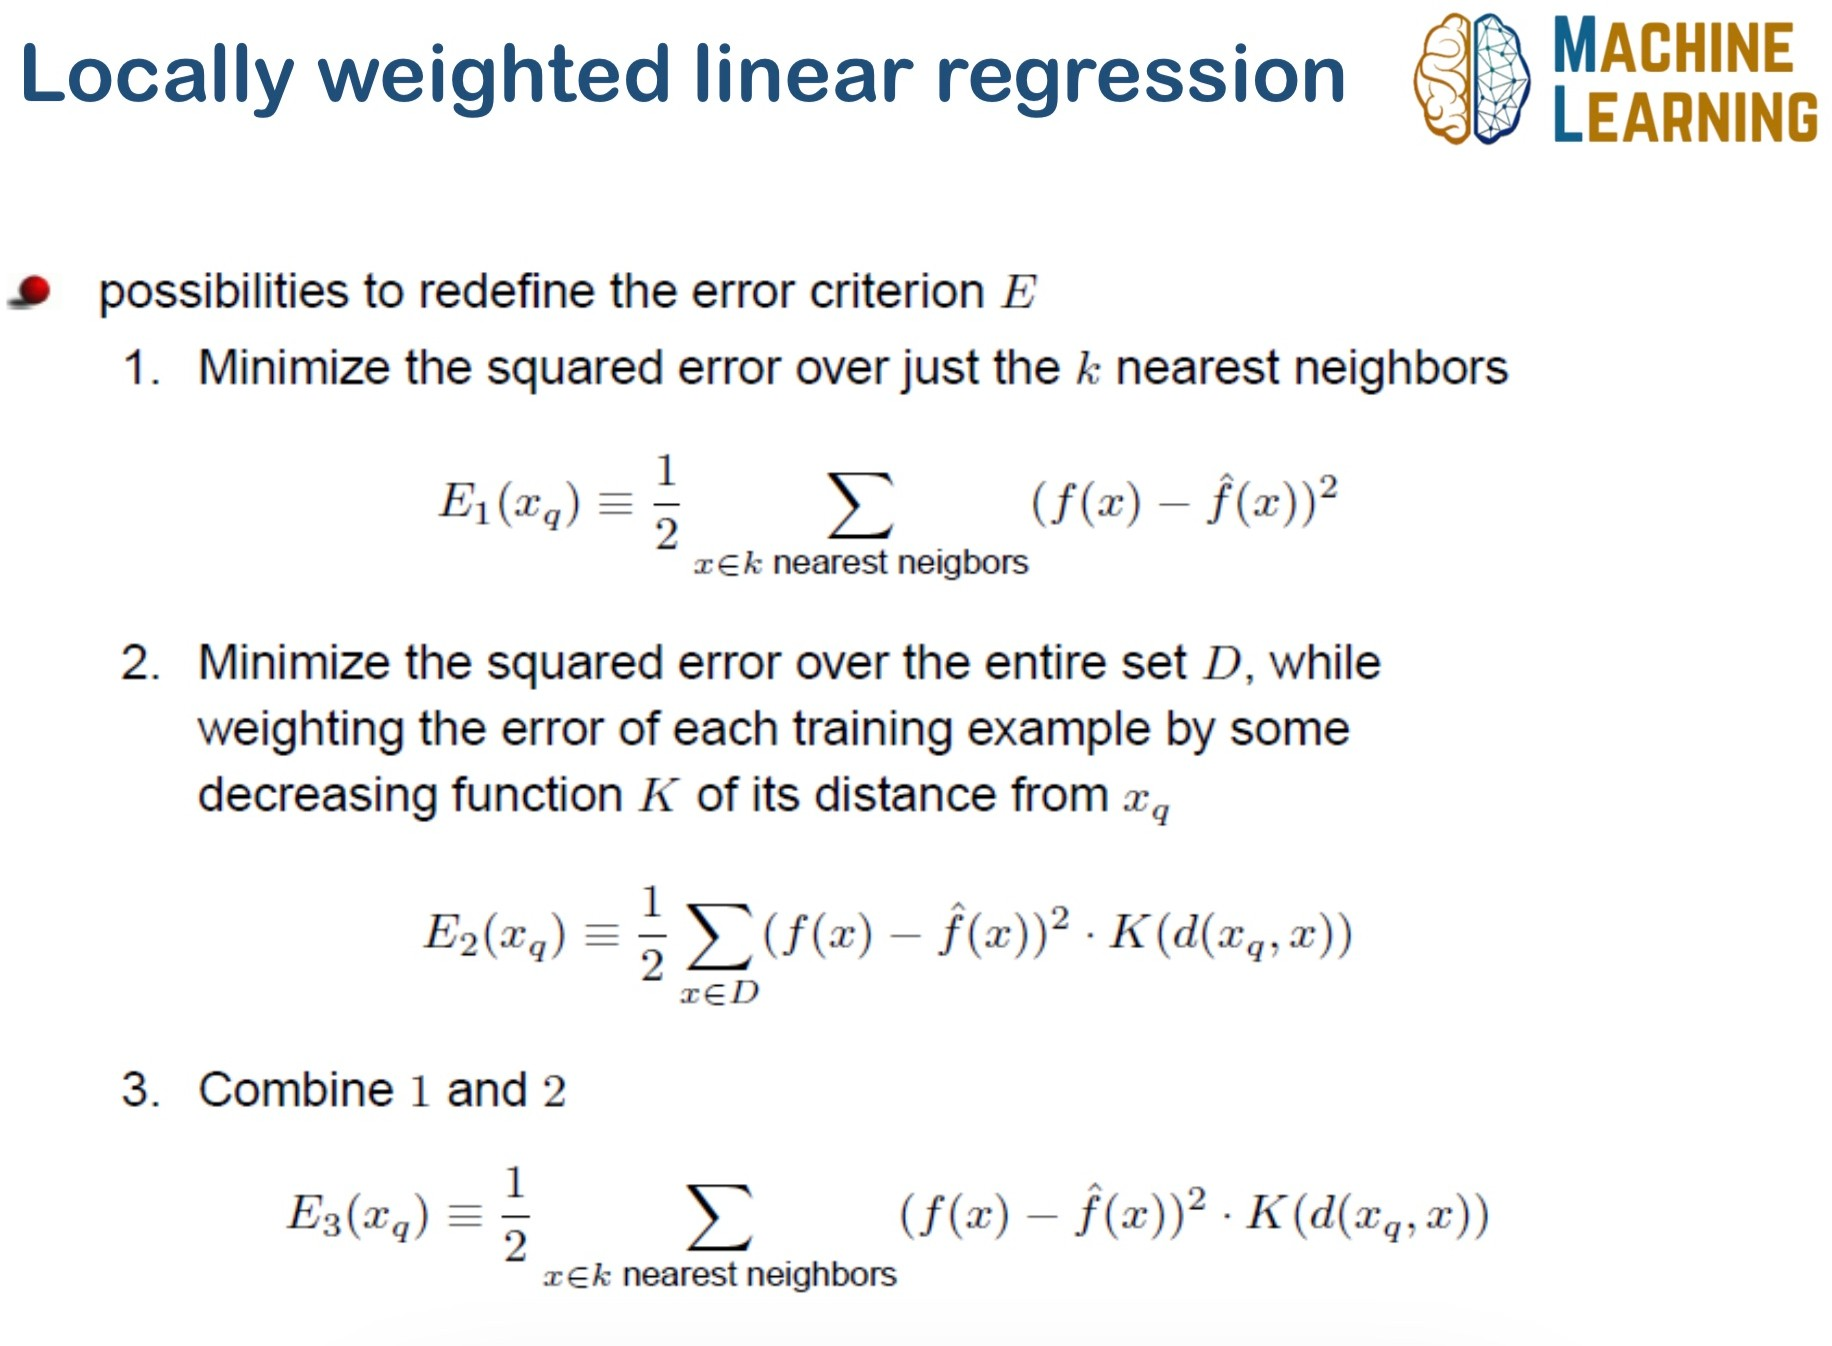 Locally weighted linear regression
MACHINE
LEARNING
possibilities to redefine the error criterion E
1. Minimize the squared error over just the k nearest neighbors
E₁(x_q) ≡ 1/2 ∑_{x∈k nearest neigbors} (f(x) − f̂(x))²
2. Minimize the squared error over the entire set D, while
weighting the error of each training example by some
decreasing function K of its distance from x_q
E₂(x_q) ≡ 1/2 ∑_{x∈D} (f(x) − f̂(x))² · K(d(x_q, x))
3. Combine 1 and 2
E₃(x_q) ≡ 1/2 ∑_{x∈k nearest neighbors} (f(x) − f̂(x))² · K(d(x_q, x))